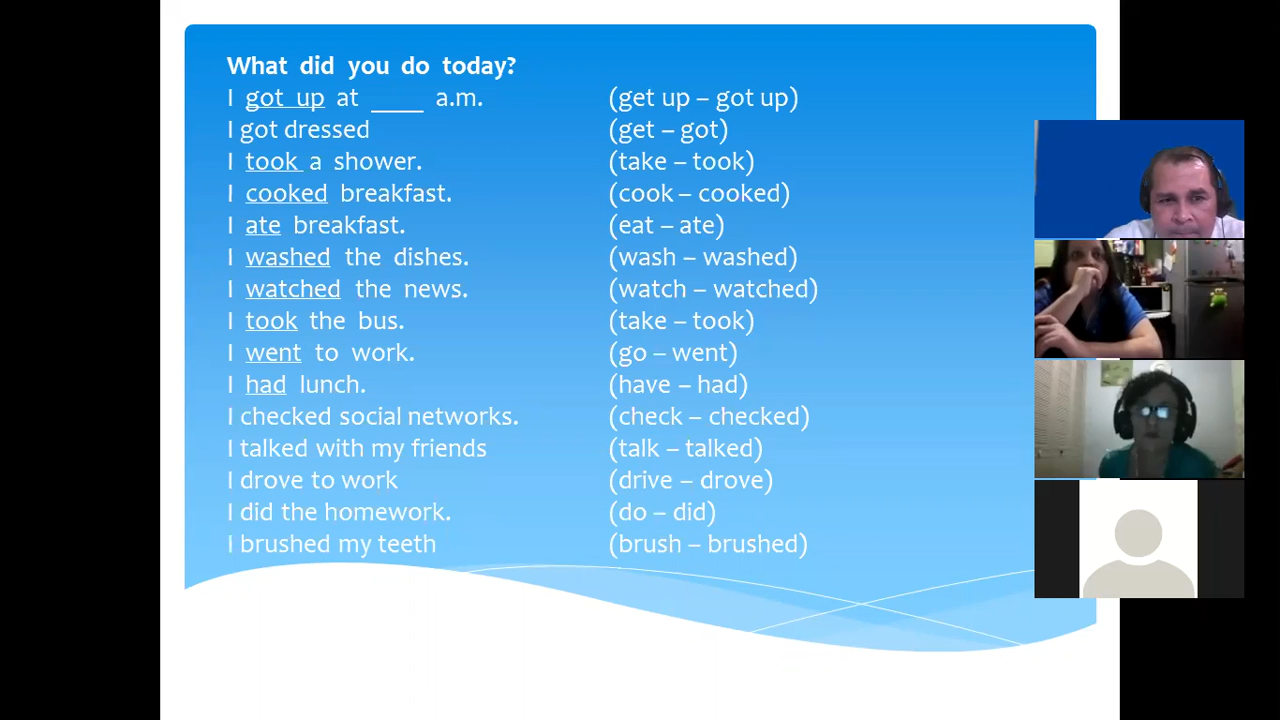 What did you do today?
I got up at ____ a.m. (get up – got up)
I got dressed (get – got)
I took a shower. (take – took)
I cooked breakfast. (cook – cooked)
I ate breakfast. (eat – ate)
I washed the dishes. (wash – washed)
I watched the news. (watch – watched)
I took the bus. (take – took)
I went to work. (go – went)
I had lunch. (have – had)
I checked social networks. (check – checked)
I talked with my friends (talk – talked)
I drove to work (drive – drove)
I did the homework. (do – did)
I brushed my teeth (brush – brushed)